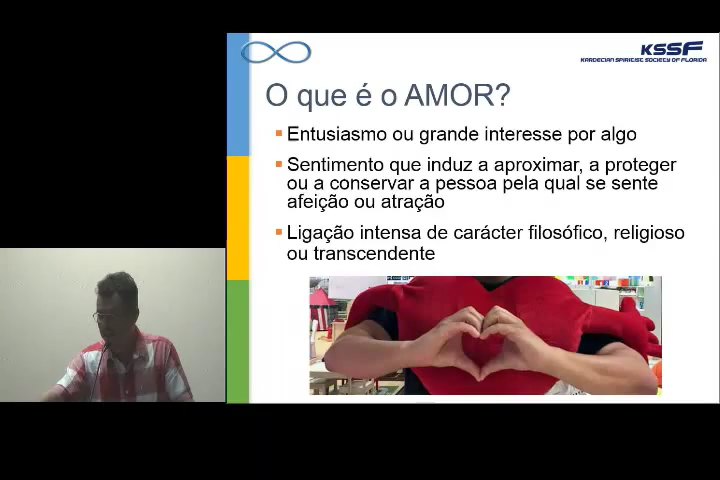 KSSF
KARDECIAN SPIRITIST SOCIETY OF FLORIDA
O que é o AMOR?
Entusiasmo ou grande interesse por algo
Sentimento que induz a aproximar, a proteger
ou a conservar a pessoa pela qual se sente
afeição ou atração
Ligação intensa de carácter filosófico, religioso
ou transcendente